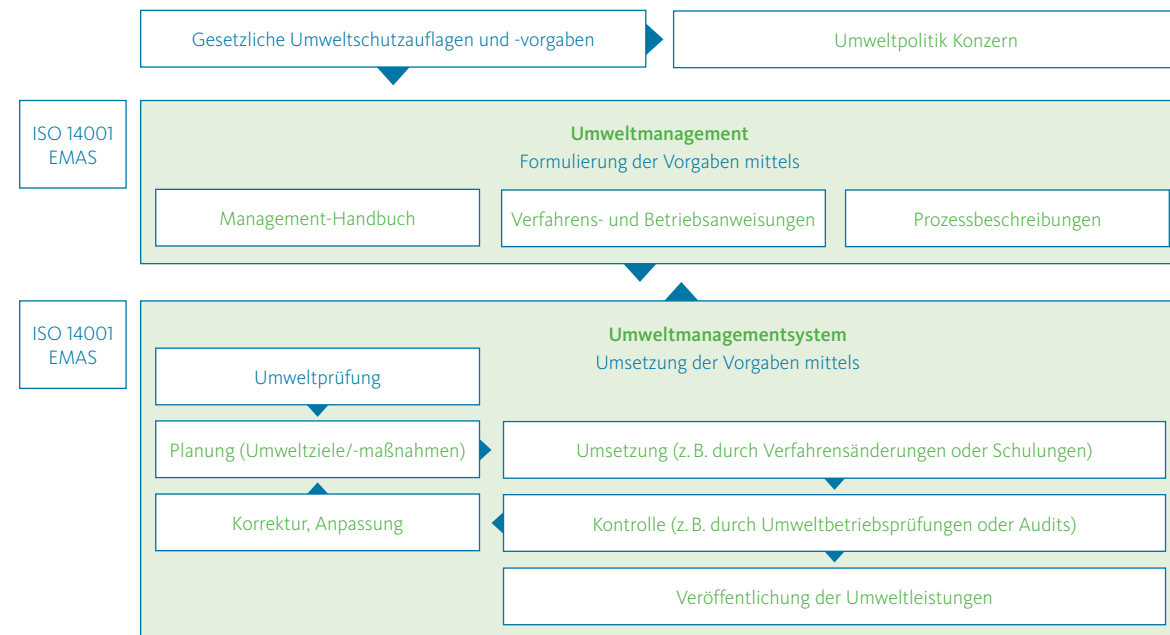 Gesetzliche Umweltschutzauflagen und -vorgaben
Umweltpolitik Konzern
ISO 14001
EMAS
Umweltmanagement
Formulierung der Vorgaben mittels
Management-Handbuch
Verfahrens- und Betriebsanweisungen
Prozessbeschreibungen
ISO 14001
EMAS
Umweltmanagementsystem
Umsetzung der Vorgaben mittels
Umweltprüfung
Planung (Umweltziele/-maßnahmen)
Umsetzung (z. B. durch Verfahrensänderungen oder Schulungen)
Korrektur, Anpassung
Kontrolle (z. B. durch Umweltbetriebsprüfungen oder Audits)
Veröffentlichung der Umweltleistungen